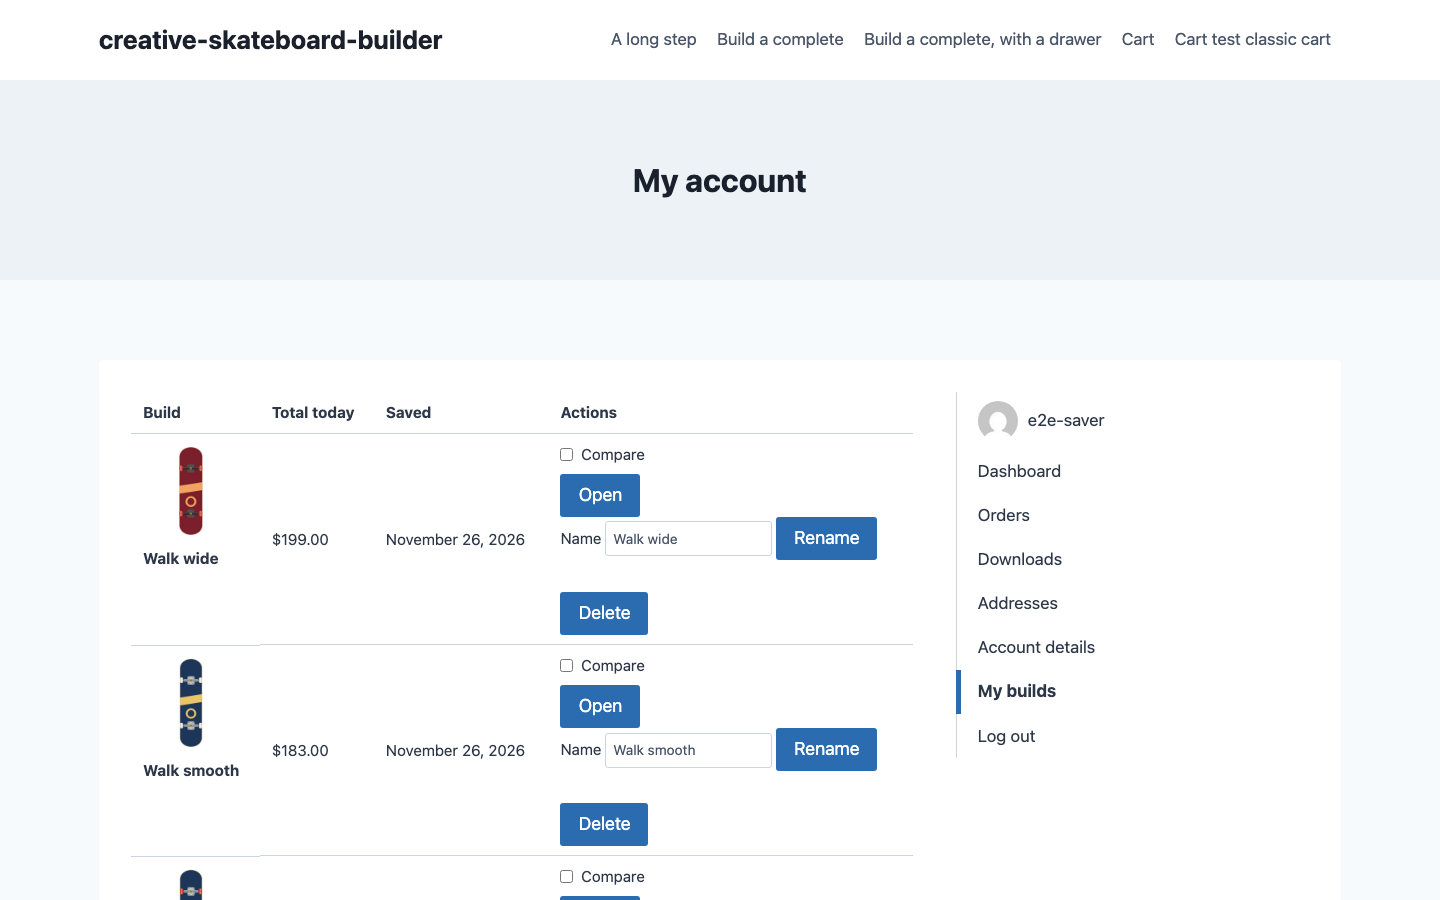 creative-skateboard-builder
A long step
Build a complete
Build a complete, with a drawer
Cart
Cart test classic cart
My account
Build
Total today
Saved
Actions
Compare
Open
$199.00
November 26, 2026
Name
Walk wide
Rename
Walk wide
Delete
Compare
Open
$183.00
November 26, 2026
Name
Walk smooth
Rename
Walk smooth
Delete
Compare
e2e-saver
Dashboard
Orders
Downloads
Addresses
Account details
My builds
Log out